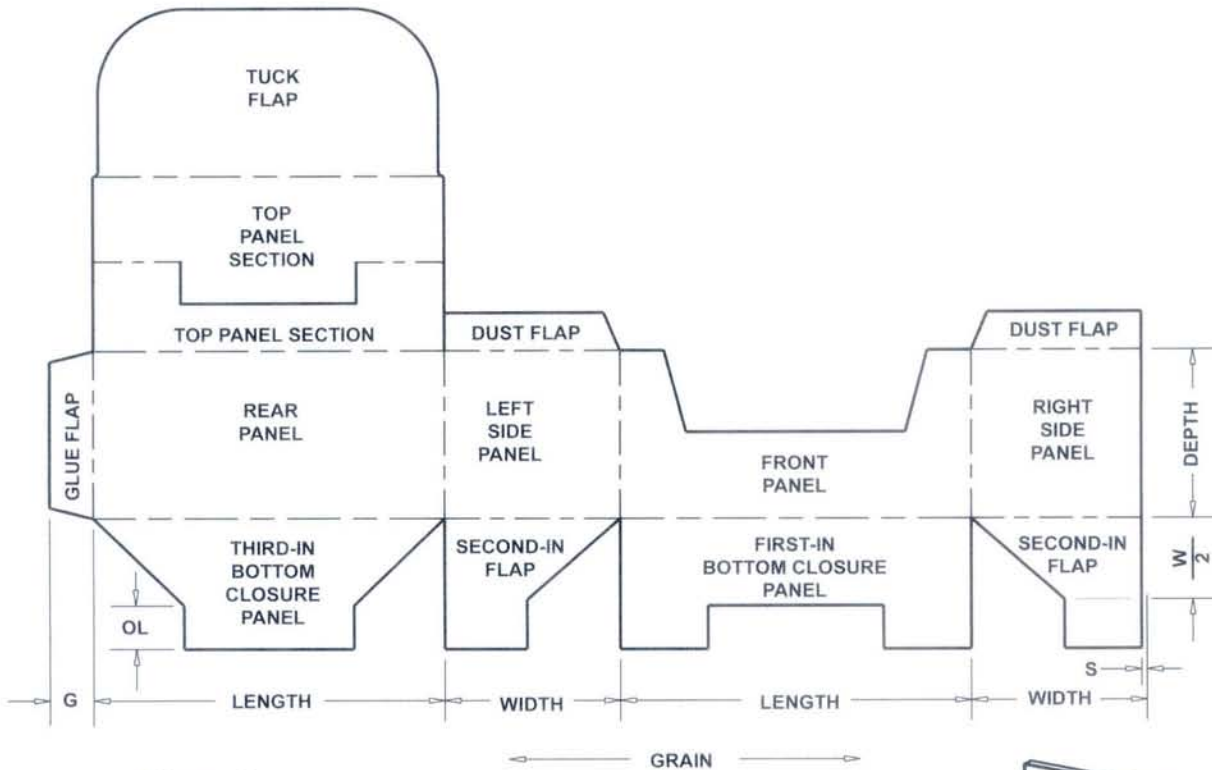 TUCK
FLAP
TOP
PANEL
SECTION
TOP PANEL SECTION
DUST FLAP
DUST FLAP
GLUE FLAP
REAR
PANEL
LEFT
SIDE
PANEL
FRONT
PANEL
RIGHT
SIDE
PANEL
DEPTH
THIRD-IN
BOTTOM
CLOSURE
PANEL
SECOND-IN
FLAP
FIRST-IN
BOTTOM CLOSURE
PANEL
SECOND-IN
FLAP
W
2
OL
S
G
LENGTH
WIDTH
LENGTH
WIDTH
GRAIN